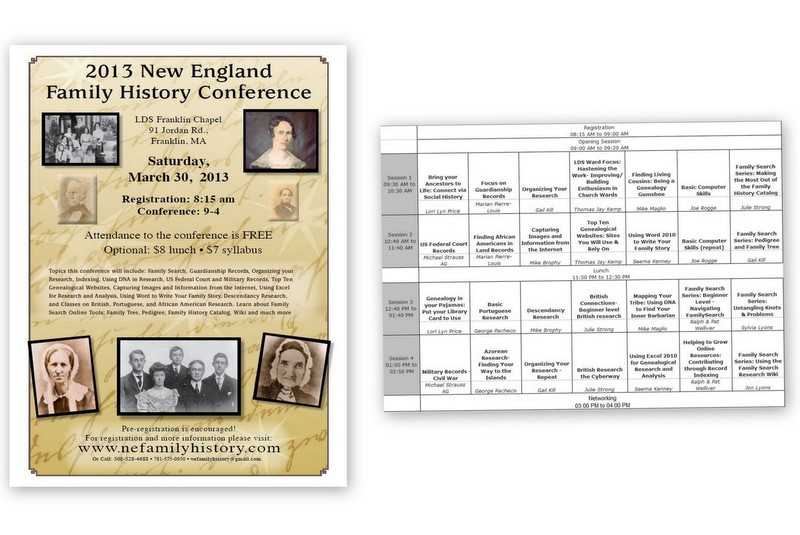 2013 New England
Family History Conference
LDS Franklin Chapel
91 Jordan Rd.,
Franklin, MA
Saturday,
March 30, 2013
Registration: 8:15 am
Conference: 9-4
Attendance to the conference is FREE
Optional: $8 lunch • $7 syllabus
Topics this conference will include: Family Search, Guardianship Records, Organizing your
Research, Indexing, Using DNA in Research, US Federal Court and Military Records, Top Ten
Genealogical Websites, Capturing Images and Information from the Internet, Using Excel
for Research and Analysis, Using Word to Write Your Family Story, Descendancy Research,
and Classes on British, Portuguese, and African American Research. Learn about Family
Search Online Tools: Family Tree, Pedigree, Family History Catalog, Wiki and much more
Pre-registration is encouraged!
For registration and more information please visit:
www.nefamilyhistory.com
Or Call: 508-528-4488 • 781-575-0050 • nefamilyhistory@gmail.com
Registration
08:15 AM to 09:00 AM
Opening Session
09:00 AM to 09:20 AM
Session 1
09:30 AM to
10:30 AM
Bring your
Ancestors to
Life: Connect via
Social History
Lori Lyn Price
Focus on
Guardianship
Records
Marian Pierre-
Louis
Organizing Your
Research
Gail Kill
LDS Ward Focus:
Hastening the
Work- Improving/
Building
Enthusiasm in
Church Wards
Thomas Jay Kemp
Finding Living
Cousins: Being a
Genealogy
Gumshoe
Mike Maglio
Basic Computer
Skills
Joe Rogge
Family Search
Series: Making
the Most Out of
the Family
History Catalog
Julie Strong
Session 2
10:40 AM to
11:40 AM
US Federal Court
Records
Michael Strauss
AG
Finding African
Americans in
Land Records
Marian Pierre-
Louis
Capturing
Images and
Information from
the Internet
Mike Brophy
Top Ten
Genealogical
Websites: Sites
You Will Use &
Rely On
Thomas Jay Kemp
Using Word 2010
to Write Your
Family Story
Seema Kenney
Basic Computer
Skills (repeat)
Joe Rogge
Family Search
Series: Pedigree
and Family Tree
Gail Kill
Lunch
11:50 PM to 12:30 PM
Session 3
12:40 PM to
01:40 PM
Genealogy in
your Pajamas:
Put your Library
Card to Use
Lori Lyn Price
Basic
Portuguese
Research
George Pacheco
Descendancy
Research
Mike Brophy
British
Connections-
Beginner level
British research
Julie Strong
Mapping Your
Tribe: Using DNA
to Find Your
Inner Barbarian
Mike Maglio
Family Search
Series: Beginner
Level -
Navigating
FamilySearch
Ralph & Pat
Welliver
Family Search
Series:
Untangling Knots
& Problems
Sylvia Lyons
Session 4
01:50 PM to
02:50 PM
Military Records -
Civil War
Michael Strauss
AG
Azorean
Research-
Finding Your
Way to the
Islands
George Pacheco
Organizing Your
Research -
Repeat
Gail Kill
British Research
the Cyberway
Julie Strong
Using Excel 2010
for Genealogical
Research and
Analysis
Seema Kenney
Helping to Grow
Online
Resources:
Contributing
through Record
Indexing
Ralph & Pat
Welliver
Family Search
Series: Using the
Family Search
Research Wiki
Jon Lyons
Networking
03:00 PM to 04:00 PM